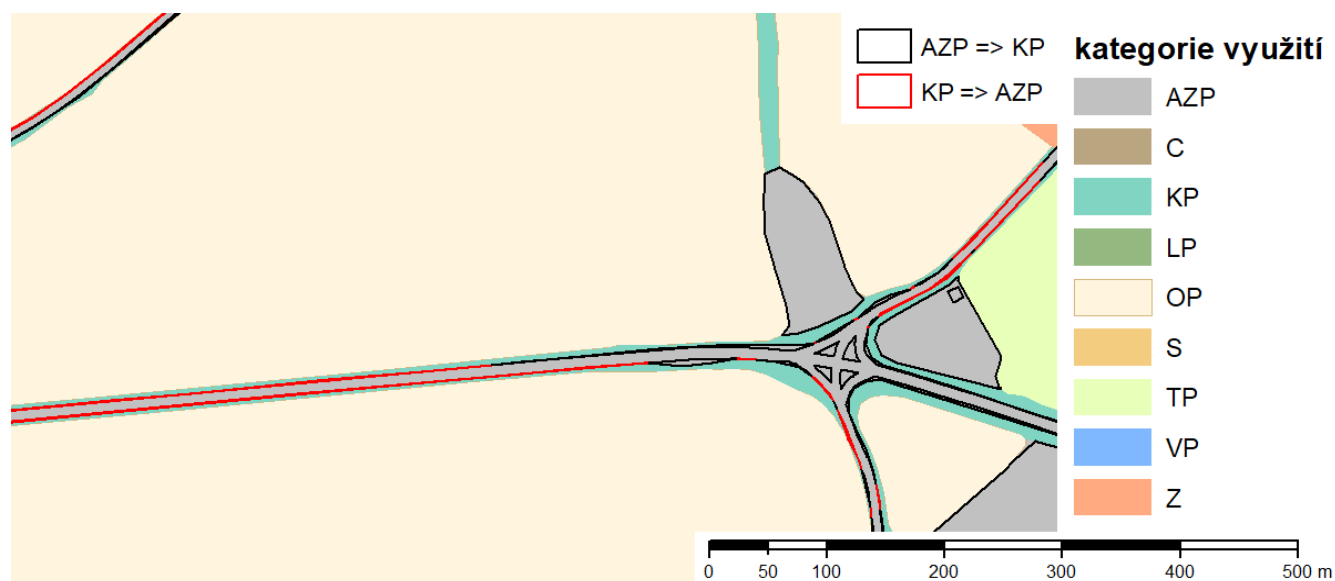 AZP => KP
KP => AZP
kategorie využití
AZP
C
KP
LP
OP
S
TP
VP
Z
0 50 100 200 300 400 500 m